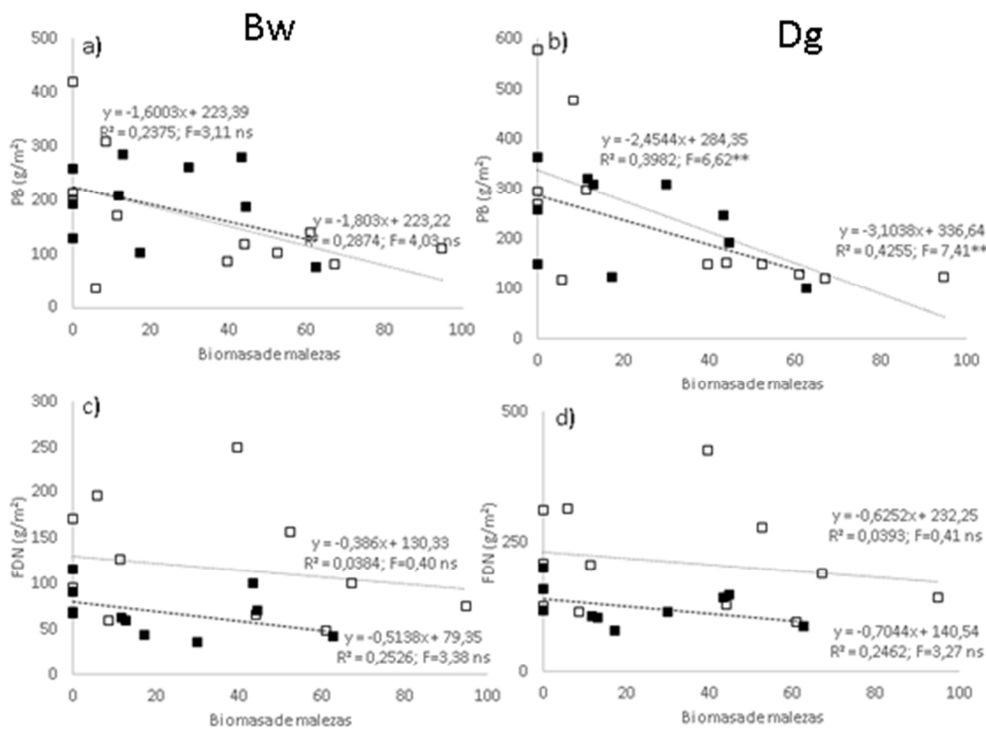 Bw
Dg
a)
500
400
300
200
100
0
PB (g/m²)
y = -1,6003x + 223,39
R² = 0,2375; F=3,11 ns
y = -1,803x + 223,22
R² = 0,2874; F=4,03 ns
0 20 40 60 80 100
Biomasa de malezas
b)
600
500
400
300
200
100
0
PB (g/m²)
y = -2,4544x + 284,35
R² = 0,3982; F=6,62**
y = -3,1038x + 336,64
R² = 0,4255; F=7,41**
0 20 40 60 80 100
Biomasa de malezas
c)
300
250
200
150
100
50
0
FDN (g/m²)
y = -0,386x + 130,33
R² = 0,0384; F=0,40 ns
y = -0,5138x + 79,35
R² = 0,2526; F=3,38 ns
0 20 40 60 80 100
Biomasa de malezas
d)
500
250
0
FDN (g/m²)
y = -0,6252x + 232,25
R² = 0,0393; F=0,41 ns
y = -0,7044x + 140,54
R² = 0,2462; F=3,27 ns
0 20 40 60 80 100
Biomasa de malezas